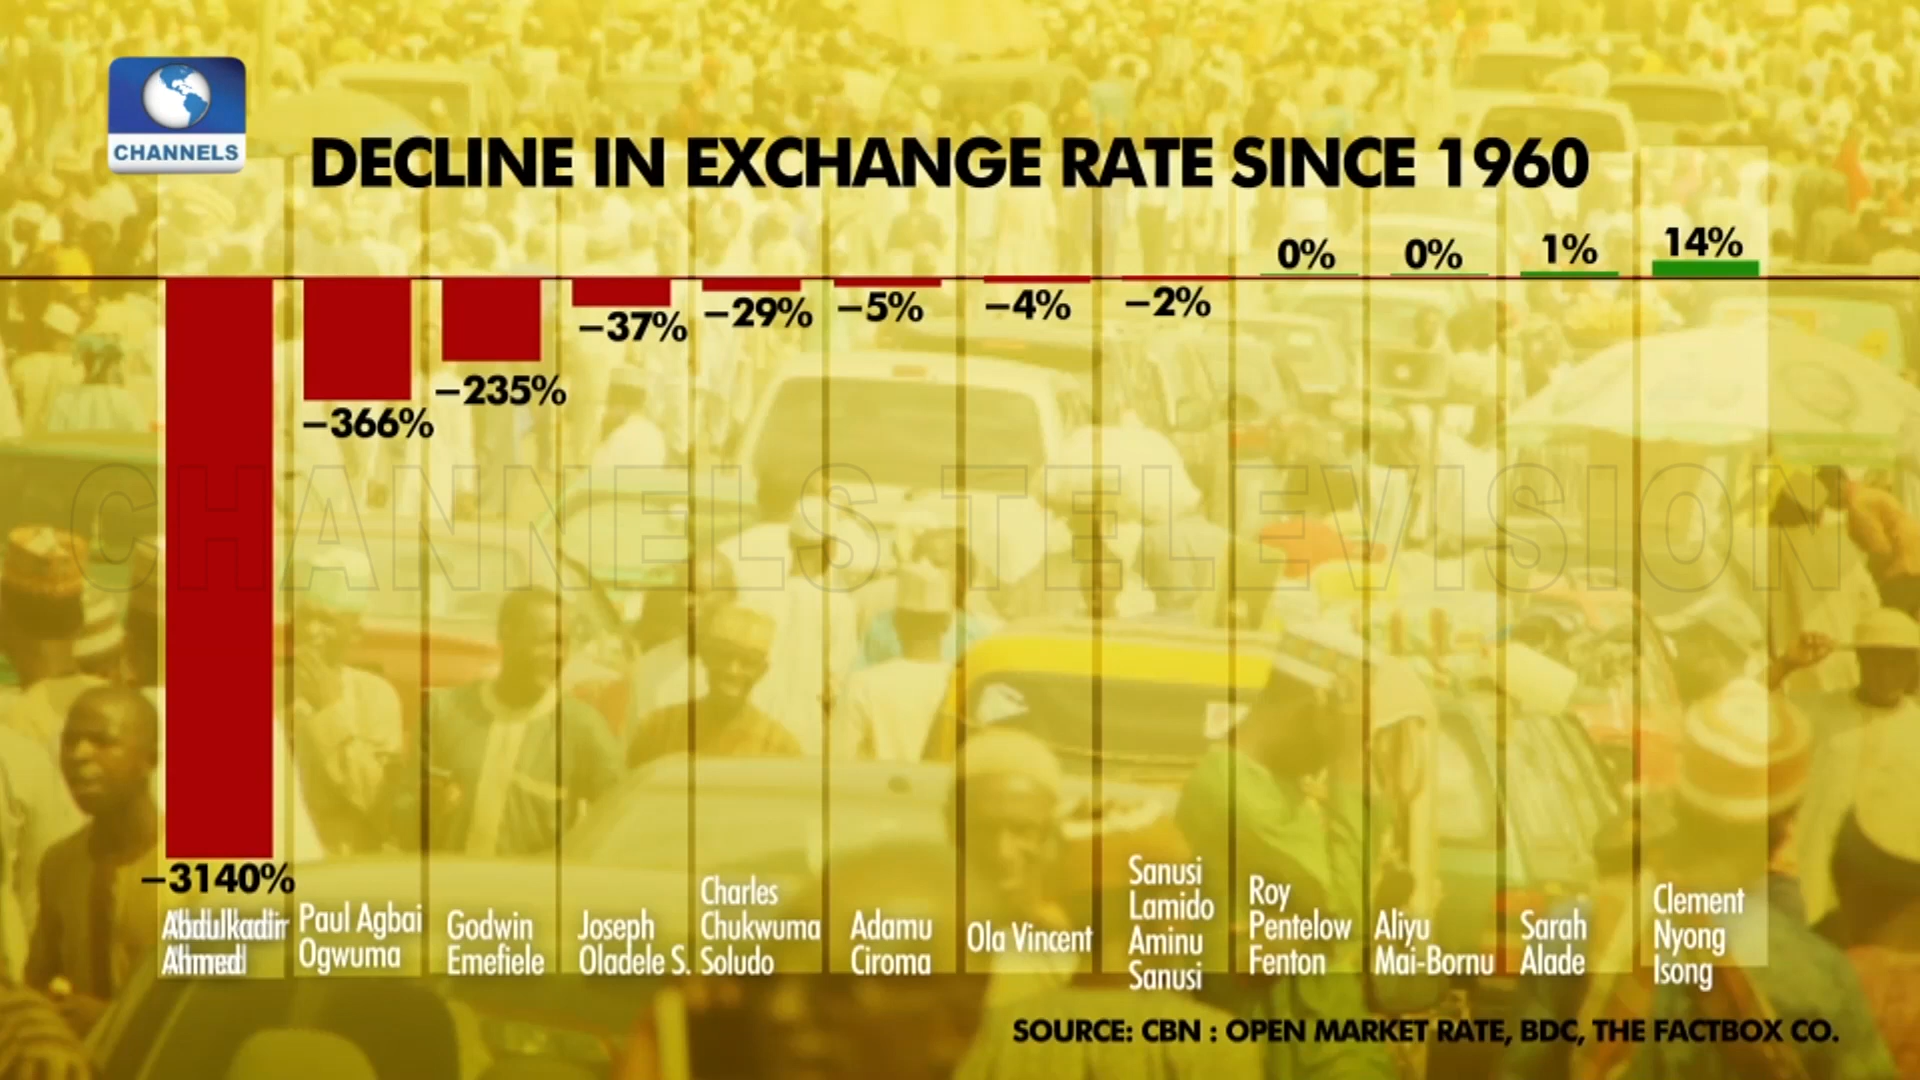 CHANNELS
DECLINE IN EXCHANGE RATE SINCE 1960
0%
0%
1%
14%
–3140%
–366%
–235%
–37%
–29%
–5%
–4%
–2%
CHANNELS TELEVISION
Abdulkadir
Ahmed
Paul Agbai
Ogwuma
Godwin
Emefiele
Joseph
Oladele S.
Charles
Chukwuma
Soludo
Adamu
Ciroma
Ola Vincent
Sanusi
Lamido
Aminu
Sanusi
Roy
Pentelow
Fenton
Aliyu
Mai-Bornu
Sarah
Alade
Clement
Nyong
Isong
SOURCE: CBN : OPEN MARKET RATE, BDC, THE FACTBOX CO.